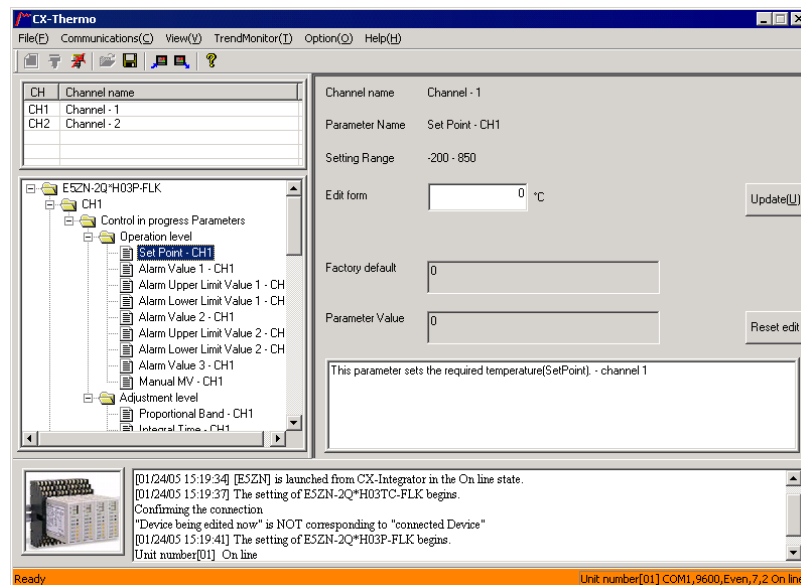 CX-Thermo
File(F) Communications(C) View(V) TrendMonitor(T) Option(O) Help(H)
CH Channel name
CH1 Channel - 1
CH2 Channel - 2
E5ZN-2Q*H03P-FLK
CH1
Control in progress Parameters
Operation level
Set Point - CH1
Alarm Value 1 - CH1
Alarm Upper Limit Value 1 - CH
Alarm Lower Limit Value 1 - CH
Alarm Value 2 - CH1
Alarm Upper Limit Value 2 - CH
Alarm Lower Limit Value 2 - CH
Alarm Value 3 - CH1
Manual MV - CH1
Adjustment level
Proportional Band - CH1
Integral Time - CH1
Channel name Channel - 1
Parameter Name Set Point - CH1
Setting Range -200 - 850
Edit form 0 °C
Update(U)
Factory default 0
Parameter Value 0
Reset edit
This parameter sets the required temperature(SetPoint). - channel 1
[01/24/05 15:19:34) [E5ZN] is launched from CX-Integrator in the On line state.
[01/24/05 15:19:37) The setting of E5ZN-2Q*H03TC-FLK begins.
Confirming the connection
"Device being edited now" is NOT corresponding to "connected Device"
[01/24/05 15:19:41) The setting of E5ZN-2Q*H03P-FLK begins.
Unit number[01] On line
Ready
Unit number[01] COM1,9600,Even,7,2 On line